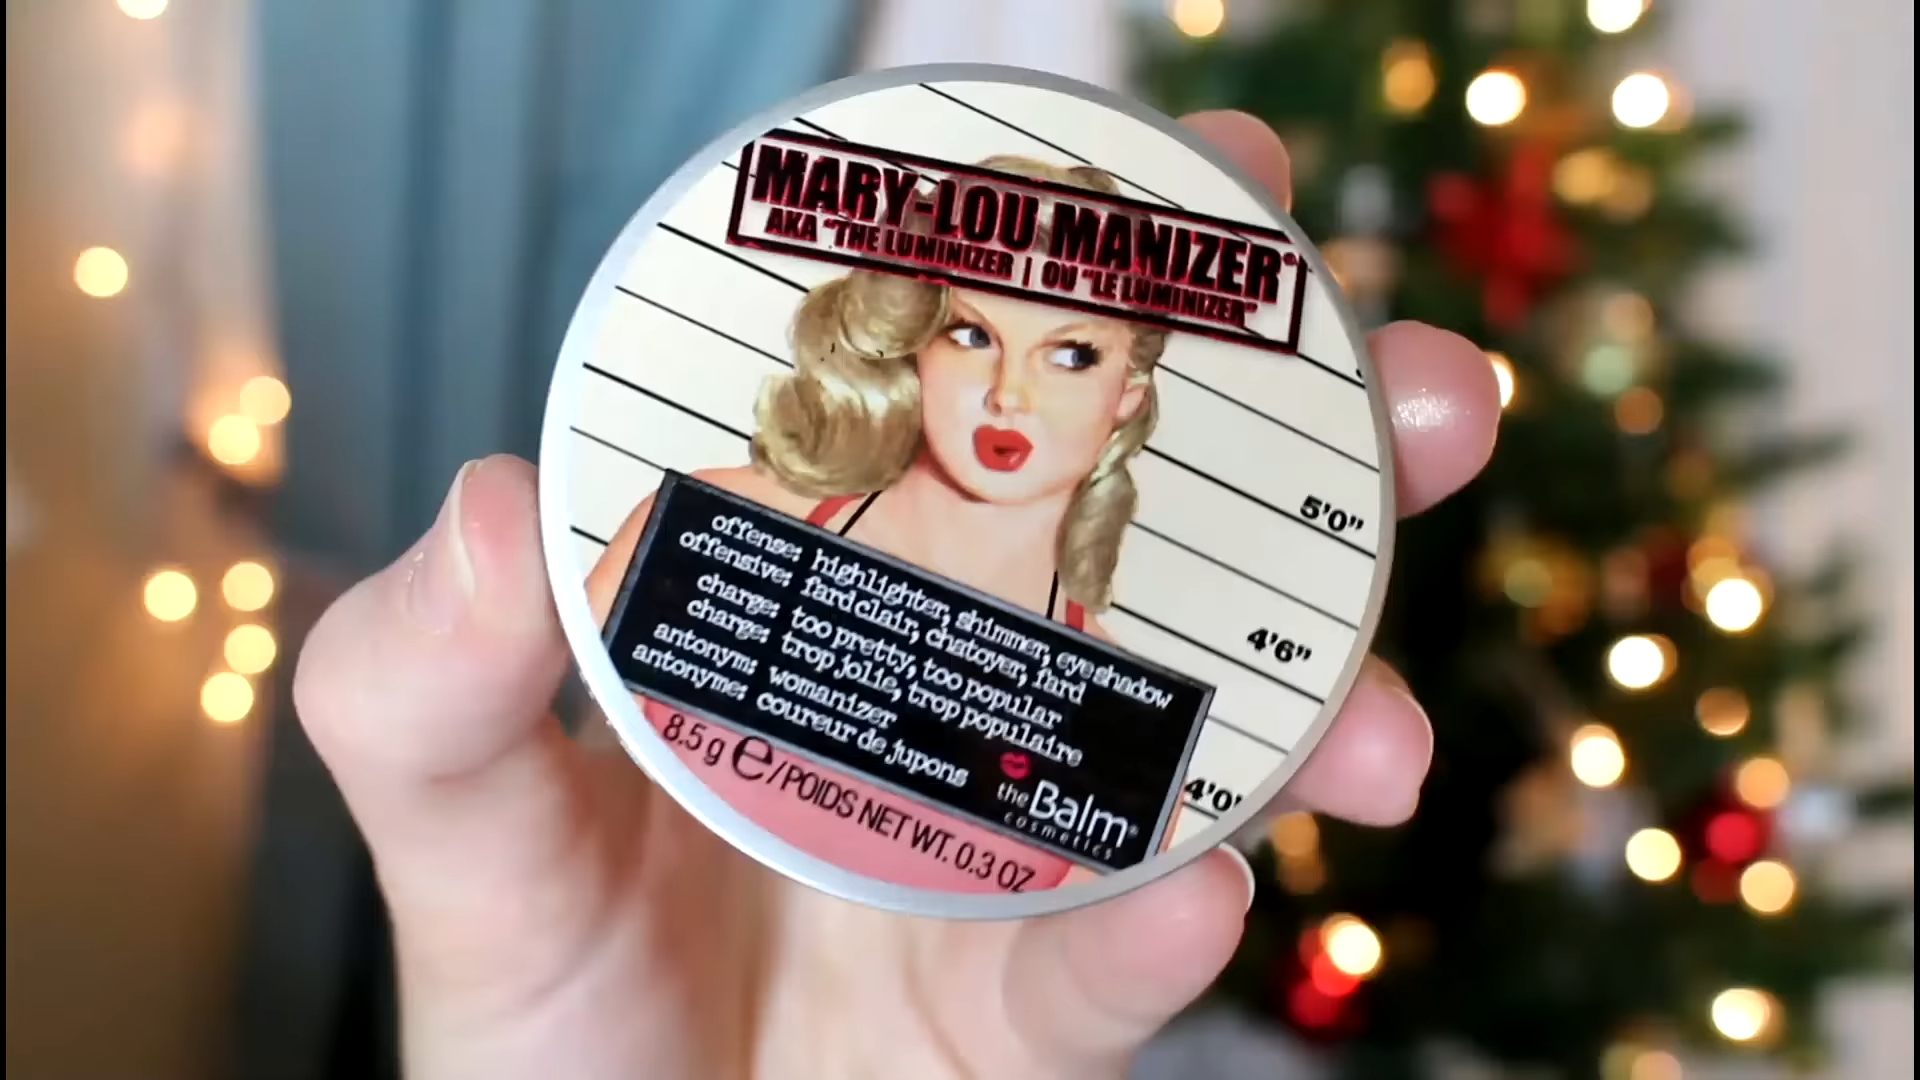 MARY-LOU MANIZER®
AKA "THE LUMINIZER | OU "LE LUMINIZER"
5'0"
4'6"
4'0"
offense: highlighter, shimmer, eyeshadow
offensive: fard clair, chatoyer, fard
charge: too pretty, too popular
charge: trop jolie, trop populaire
antonym: womanizer
antonyme: coureur de jupons
theBalm®
cosmetics
8.5 g ℮/POIDS NET WT. 0.3 OZ